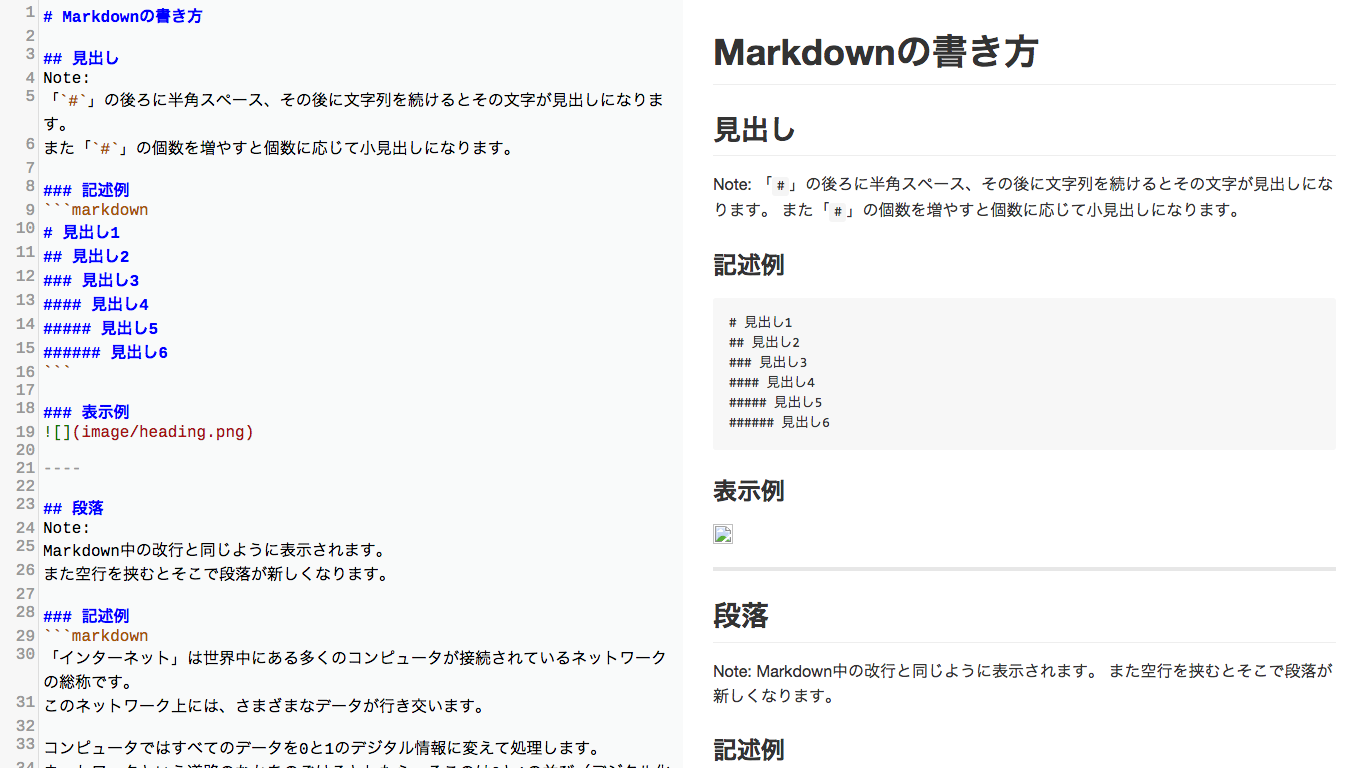 1 # Markdownの書き方
2
3 ## 見出し
4 Note:
5 「`#`」の後ろに半角スペース、その後に文字列を続けるとその文字が見出しになりま
す。
6 また「`#`」の個数を増やすと個数に応じて小見出しになります。
7
8 ### 記述例
9 ```markdown
10 # 見出し1
11 ## 見出し2
12 ### 見出し3
13 #### 見出し4
14 ##### 見出し5
15 ###### 見出し6
16 ```
17
18 ### 表示例
19 ![](image/heading.png)
20
21 ----
22
23 ## 段落
24 Note:
25 Markdown中の改行と同じように表示されます。
26 また空行を挟むとそこで段落が新しくなります。
27
28 ### 記述例
29 ```markdown
30 「インターネット」は世界中にある多くのコンピュータが接続されているネットワーク
の総称です。
31 このネットワーク上には、さまざまなデータが行き交います。
32
33 コンピュータではすべてのデータを0と1のデジタル情報に変えて処理します。
34
Markdownの書き方
見出し
Note: 「#」の後ろに半角スペース、その後に文字列を続けるとその文字が見出しにな
ります。 また「#」の個数を増やすと個数に応じて小見出しになります。
記述例
# 見出し1
## 見出し2
### 見出し3
#### 見出し4
##### 見出し5
###### 見出し6
表示例
段落
Note: Markdown中の改行と同じように表示されます。 また空行を挟むとそこで段落が
新しくなります。
記述例